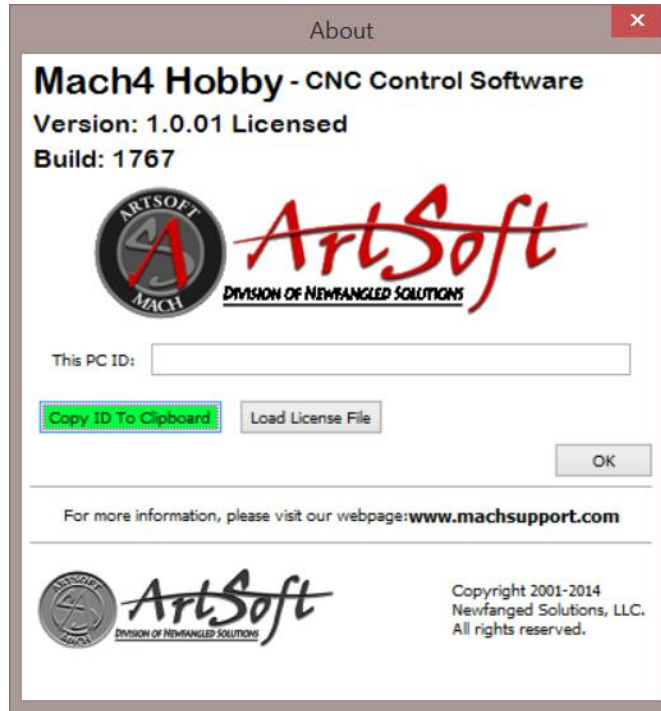 About
Mach4 Hobby - CNC Control Software
Version: 1.0.01 Licensed
Build: 1767
ARTSOFT
MACH
ArtSoft
DIVISION OF NEWFANGLED SOLUTIONS
This PC ID:
Copy ID To Clipboard
Load License File
OK
For more information, please visit our webpage:www.machsupport.com
ARTSOFT
ArtSoft
DIVISION OF NEWFANGLED SOLUTIONS
Copyright 2001-2014
Newfanged Solutions, LLC.
All rights reserved.